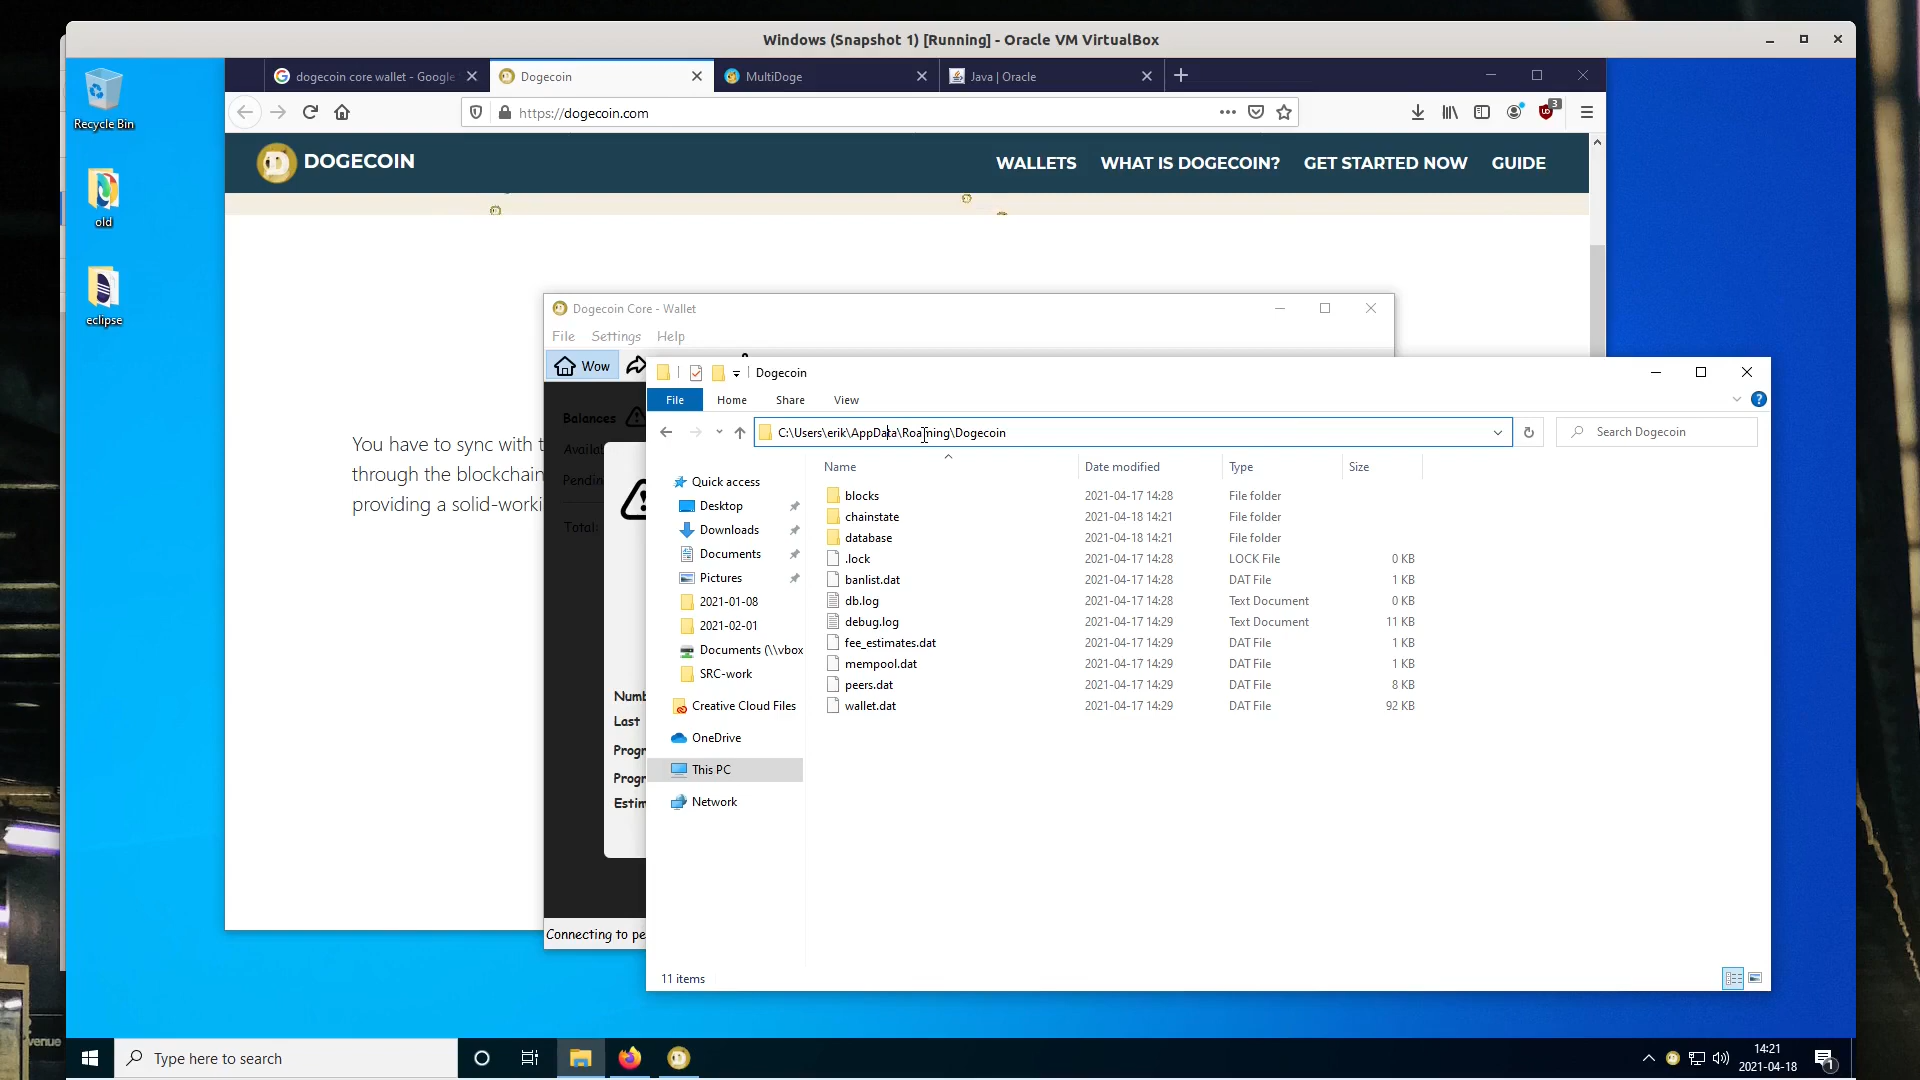 Windows (Snapshot 1) [Running] - Oracle VM VirtualBox
Recycle Bin
old
eclipse
dogecoin core wallet - Google
Dogecoin
MultiDoge
Java | Oracle
https://dogecoin.com
3
DOGECOIN
WALLETS
WHAT IS DOGECOIN?
GET STARTED NOW
GUIDE
You have to sync with t
through the blockchain
providing a solid-worki
Dogecoin Core - Wallet
File Settings Help
Wow
Balances
Availa
Pendin
Total:
Numb
Last
Progr
Progr
Estim
Connecting to pe
Dogecoin
File Home Share View
C:\Users\erik\AppData\Roaming\Dogecoin
Search Dogecoin
Quick access
Desktop
Downloads
Documents
Pictures
2021-01-08
2021-02-01
Documents (\\vbox
SRC-work
Creative Cloud Files
OneDrive
This PC
Network
Name Date modified Type Size
blocks 2021-04-17 14:28 File folder
chainstate 2021-04-18 14:21 File folder
database 2021-04-18 14:21 File folder
.lock 2021-04-17 14:28 LOCK File 0 KB
banlist.dat 2021-04-17 14:28 DAT File 1 KB
db.log 2021-04-17 14:28 Text Document 0 KB
debug.log 2021-04-17 14:29 Text Document 11 KB
fee_estimates.dat 2021-04-17 14:29 DAT File 1 KB
mempool.dat 2021-04-17 14:29 DAT File 1 KB
peers.dat 2021-04-17 14:29 DAT File 8 KB
wallet.dat 2021-04-17 14:29 DAT File 92 KB
11 items
Type here to search
14:21
2021-04-18
1
venue